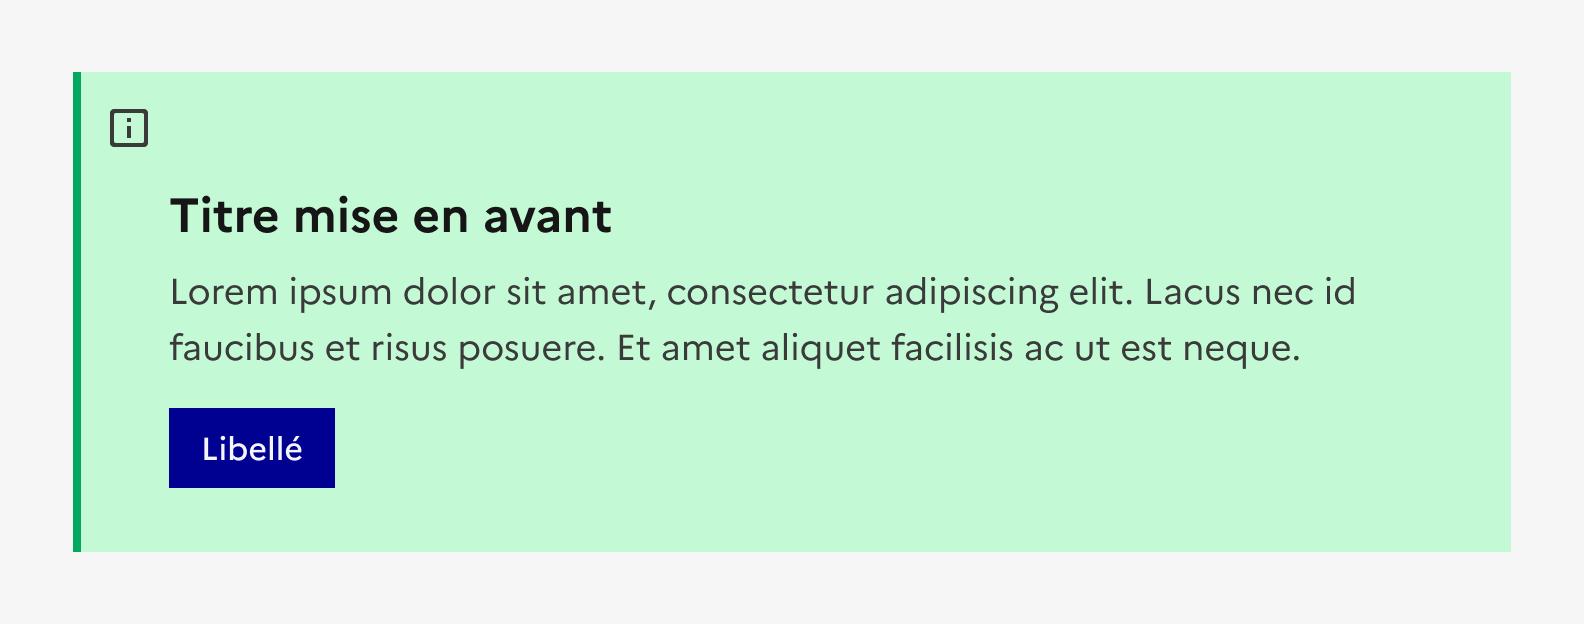 Titre mise en avant
Lorem ipsum dolor sit amet, consectetur adipiscing elit. Lacus nec id
faucibus et risus posuere. Et amet aliquet facilisis ac ut est neque.
Libellé